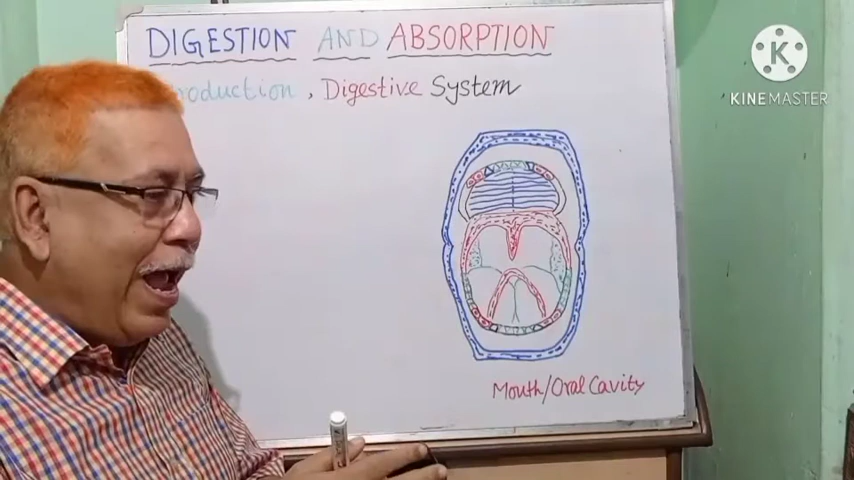 DIGESTION AND ABSORPTION
roduction, Digestive System
Mouth/Oral Cavity
K
KINEMASTER